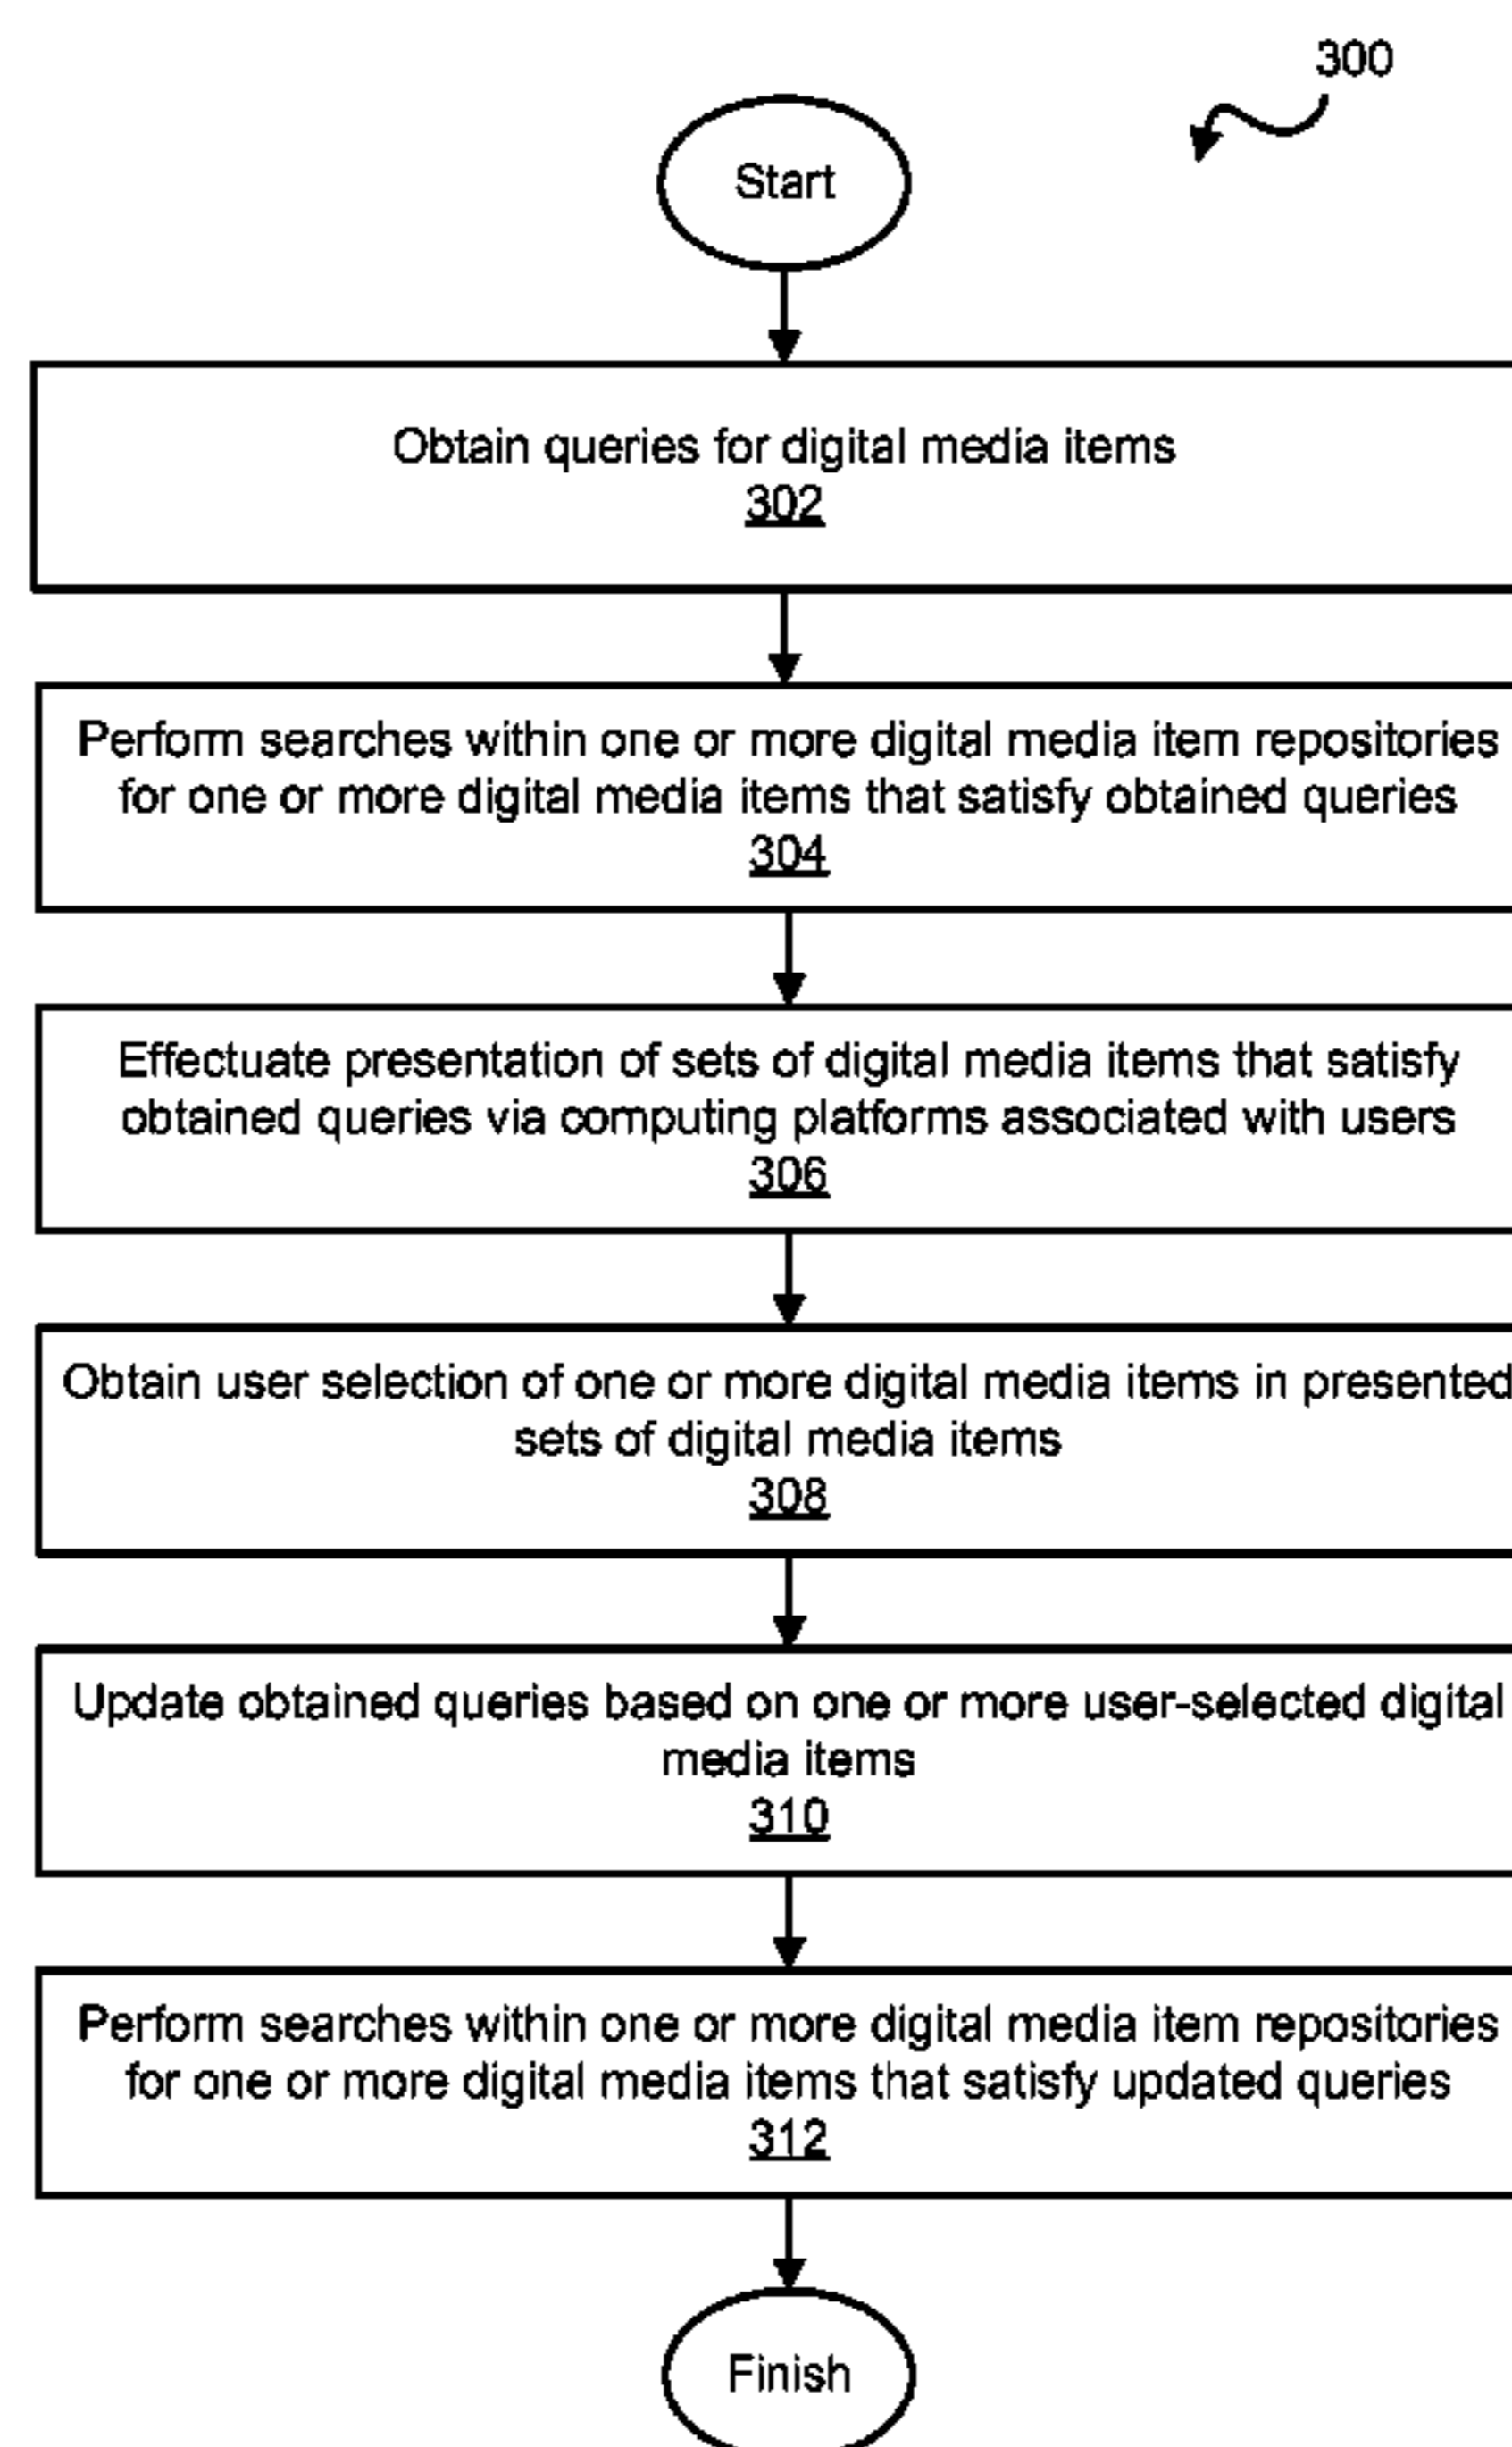 300
Start
Obtain queries for digital media items
302
Perform searches within one or more digital media item repositories
for one or more digital media items that satisfy obtained queries
304
Effectuate presentation of sets of digital media items that satisfy
obtained queries via computing platforms associated with users
306
Obtain user selection of one or more digital media items in presented
sets of digital media items
308
Update obtained queries based on one or more user-selected digital
media items
310
Perform searches within one or more digital media item repositories
for one or more digital media items that satisfy updated queries
312
Finish